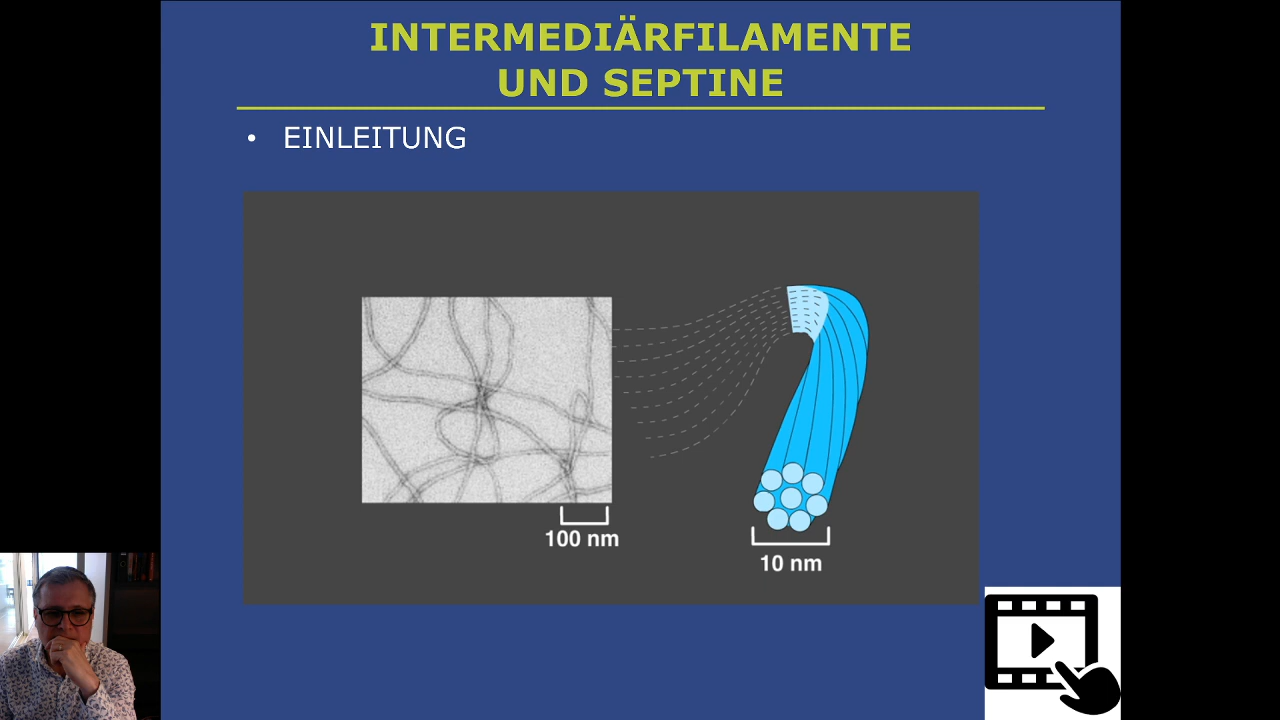 INTERMEDIÄRFILAMENTE
UND SEPTINE
• EINLEITUNG
100 nm
10 nm